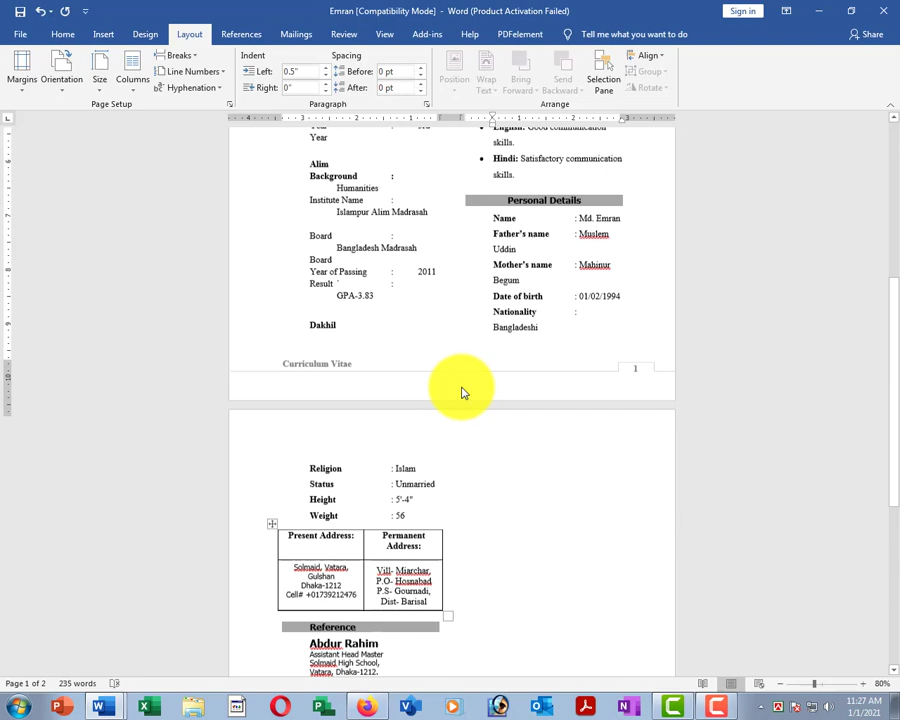 Emran [Compatibility Mode] - Word (Product Activation Failed)
Sign in
File Home Insert Design Layout References Mailings Review View Add-ins Help PDFelement Tell me what you want to do Share
Margins
Orientation
Size
Columns
Breaks
Line Numbers
Hyphenation
Page Setup
Indent
Left: 0.5"
Right: 0"
Spacing
Before: 0 pt
After: 0 pt
Paragraph
Position
Wrap Text
Bring Forward
Send Backward
Selection Pane
Align
Group
Rotate
Arrange
Year
Alim
Background :
Humanities
Institute Name :
Islampur Alim Madrasah
Board :
Bangladesh Madrasah
Board
Year of Passing : 2011
Result :
GPA-3.83
Dakhil
English: Good communication
skills.
Hindi: Satisfactory communication
skills.
Personal Details
Name : Md. Emran
Father's name : Muslem
Uddin
Mother's name : Mahinur
Begum
Date of birth : 01/02/1994
Nationality :
Bangladeshi
Curriculum Vitae
1
Religion : Islam
Status : Unmarried
Height : 5'-4"
Weight : 56
Present Address:
Solmaid, Vatara,
Gulshan
Dhaka-1212
Cell# +01739212476
Permanent
Address:
Vill- Miarchar,
P.O- Hosnabad
P.S- Gournadi,
Dist- Barisal
Reference
Abdur Rahim
Assistant Head Master
Solmaid High School,
Vatara, Dhaka-1212.
Page 1 of 2 235 words
80%
11:27 AM
1/1/2021